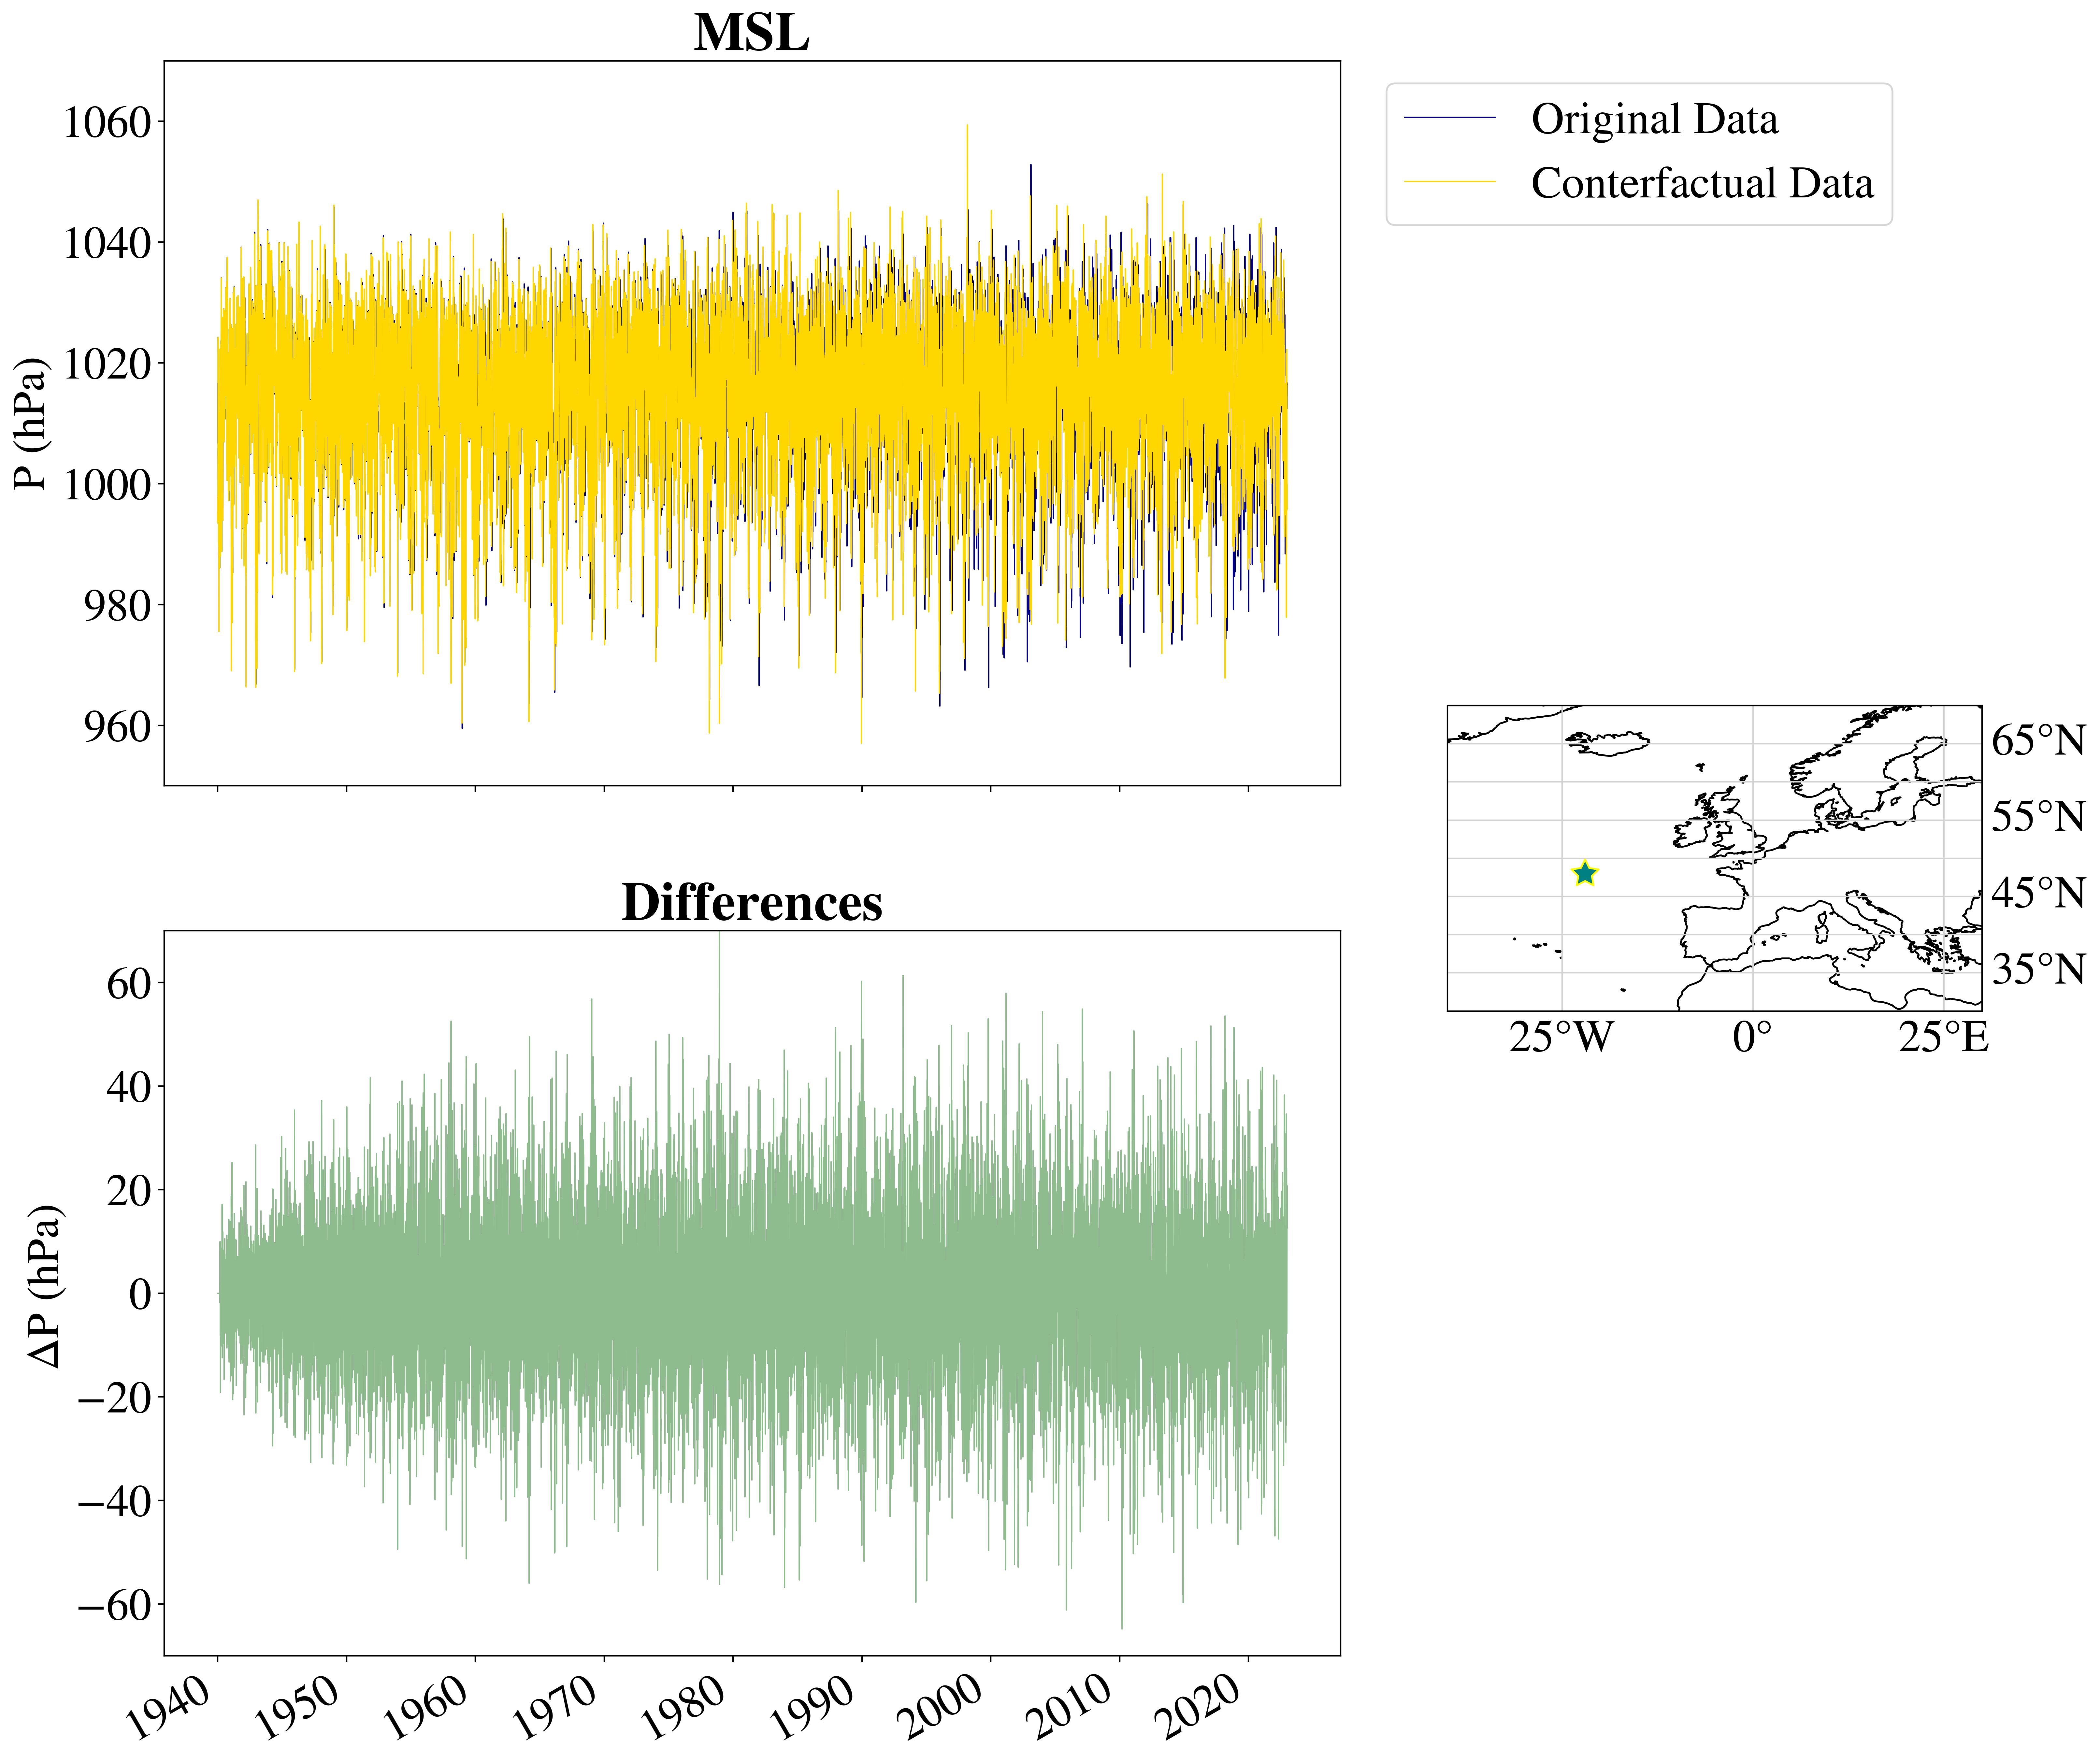 MSL
1060
1040
1020
1000
980
960
P (hPa)
Original Data
Conterfactual Data
Differences
60
40
20
0
−20
−40
−60
ΔP (hPa)
1940 1950 1960 1970 1980 1990 2000 2010 2020
65°N
55°N
45°N
35°N
25°W 0° 25°E